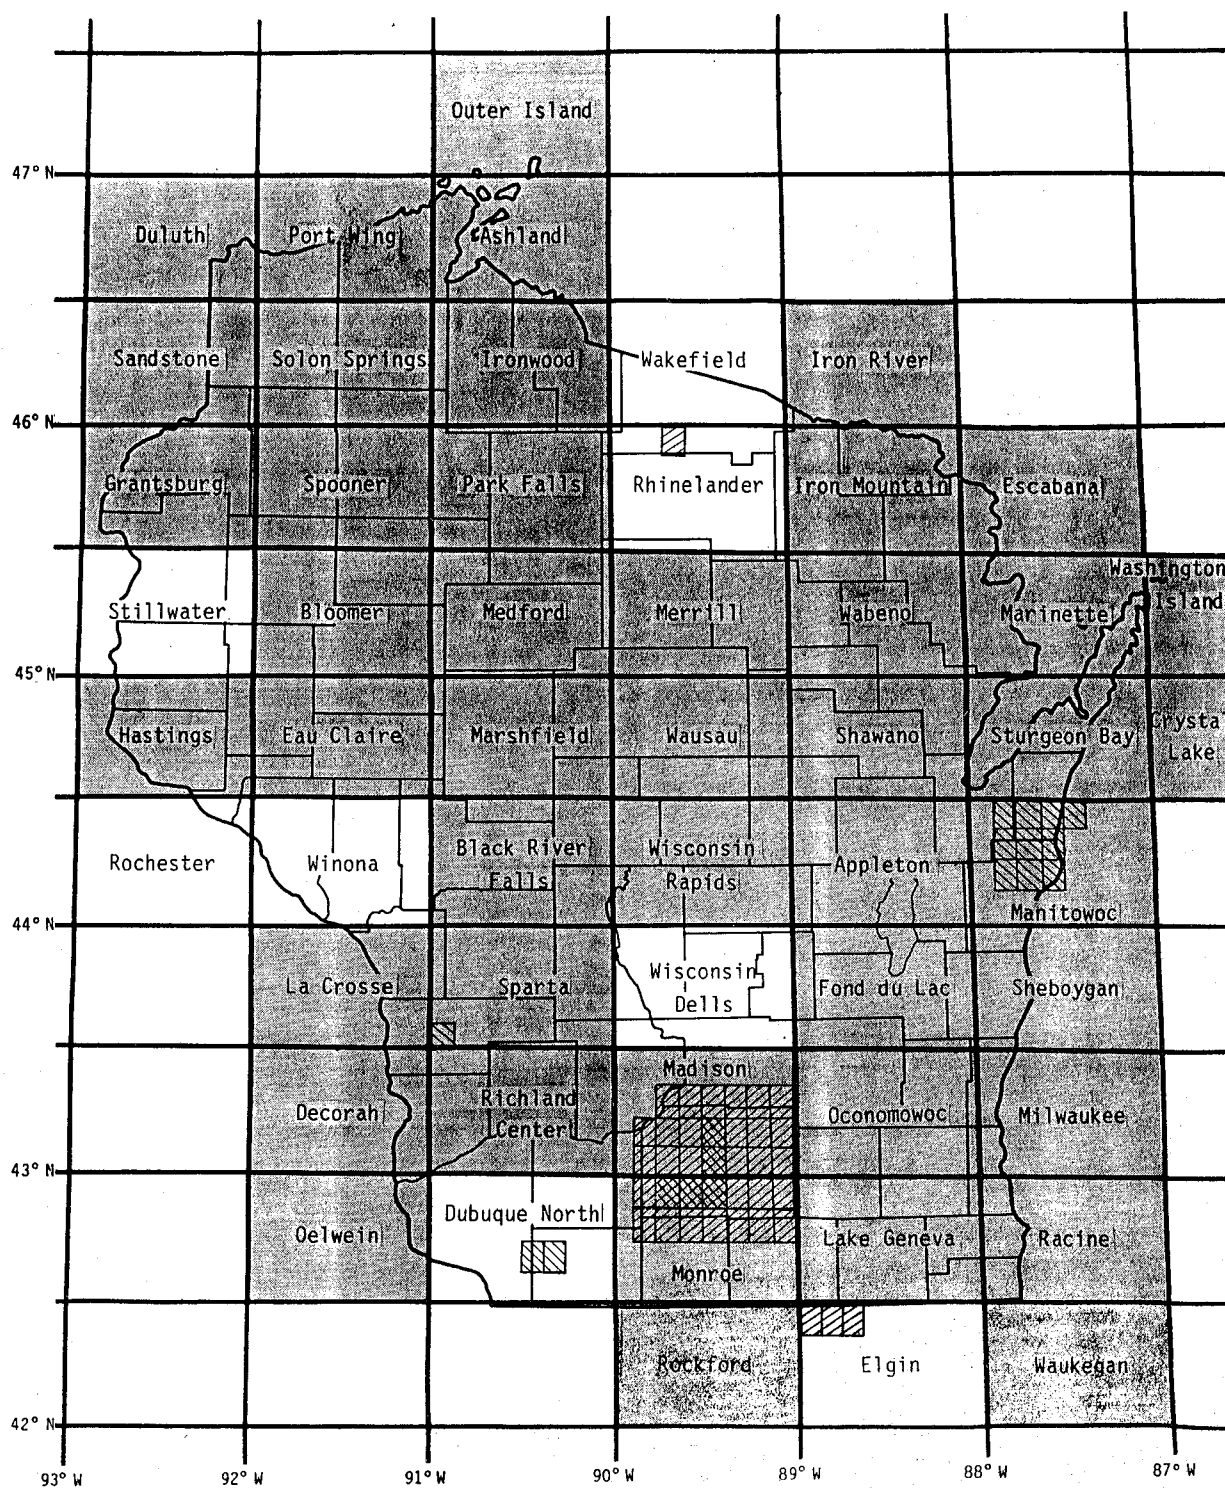 Outer Island
47° N
Duluth
Port Wing
Ashland
Sandstone
Solon Springs
Ironwood
Wakefield
Iron River
46° N
Grantsburg
Spooner
Park Falls
Rhinelander
Iron Mountain
Escabana
Washington
Island
Stillwater
Bloomer
Medford
Merrill
Wabeno
Marinette
45° N
Hastings
Eau Claire
Marshfield
Wausau
Shawano
Sturgeon Bay
Crysta
Lake
Rochester
Winona
Black River
Falls
Wisconsin
Rapids
Appleton
Manitowoc
44° N
La Crosse
Sparta
Wisconsin
Dells
Fond du Lac
Sheboygan
Madison
Decorah
Richland
Center
Oconomowoc
Milwaukee
43° N
Dubuque North
Oelwein
Lake Geneva
Racine
Monroe
Rockford
Elgin
Waukegan
42° N
93° W
92° W
91° W
90° W
89° W
88° W
87° W